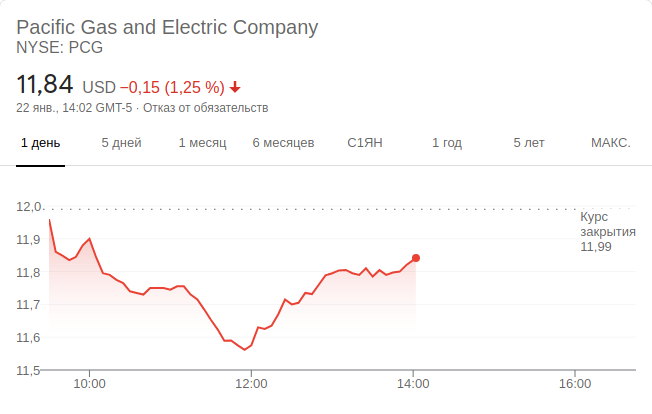 Pacific Gas and Electric Company
NYSE: PCG
11,84 USD −0,15 (1,25 %)
22 янв., 14:02 GMT-5 · Отказ от обязательств
1 день 5 дней 1 месяц 6 месяцев С1ЯН 1 год 5 лет МАКС.
12,0
Курс
закрытия
11,99
11,9
11,8
11,7
11,6
11,5
10:00 12:00 14:00 16:00